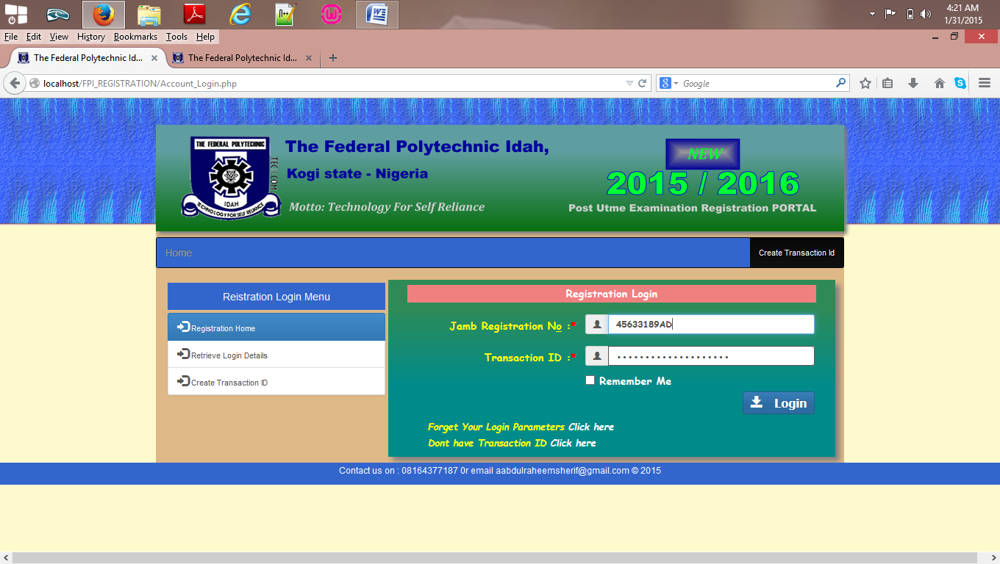 4:21 AM
1/31/2015
File Edit View History Bookmarks Tools Help
The Federal Polytechnic Id... The Federal Polytechnic Id...
localhost/FPI_REGISTRATION/Account_Login.php
Google
THE FEDERAL POLYTECHNIC
IDAH
TECHNOLOGY FOR SELF RELIANCE
The Federal Polytechnic Idah,
Kogi state - Nigeria
Motto: Technology For Self Reliance
NEW
2015 / 2016
Post Utme Examination Registration PORTAL
Home
Create Transaction Id
Reistration Login Menu
Registration Home
Retrieve Login Details
Create Transaction ID
Registration Login
Jamb Registration No :*
45633189AD
Transaction ID :*
••••••••••••••••••••
Remember Me
Login
Forget Your Login Parameters Click here
Dont have Transaction ID Click here
Contact us on : 08164377187 0r email aabdulraheemsherif@gmail.com © 2015